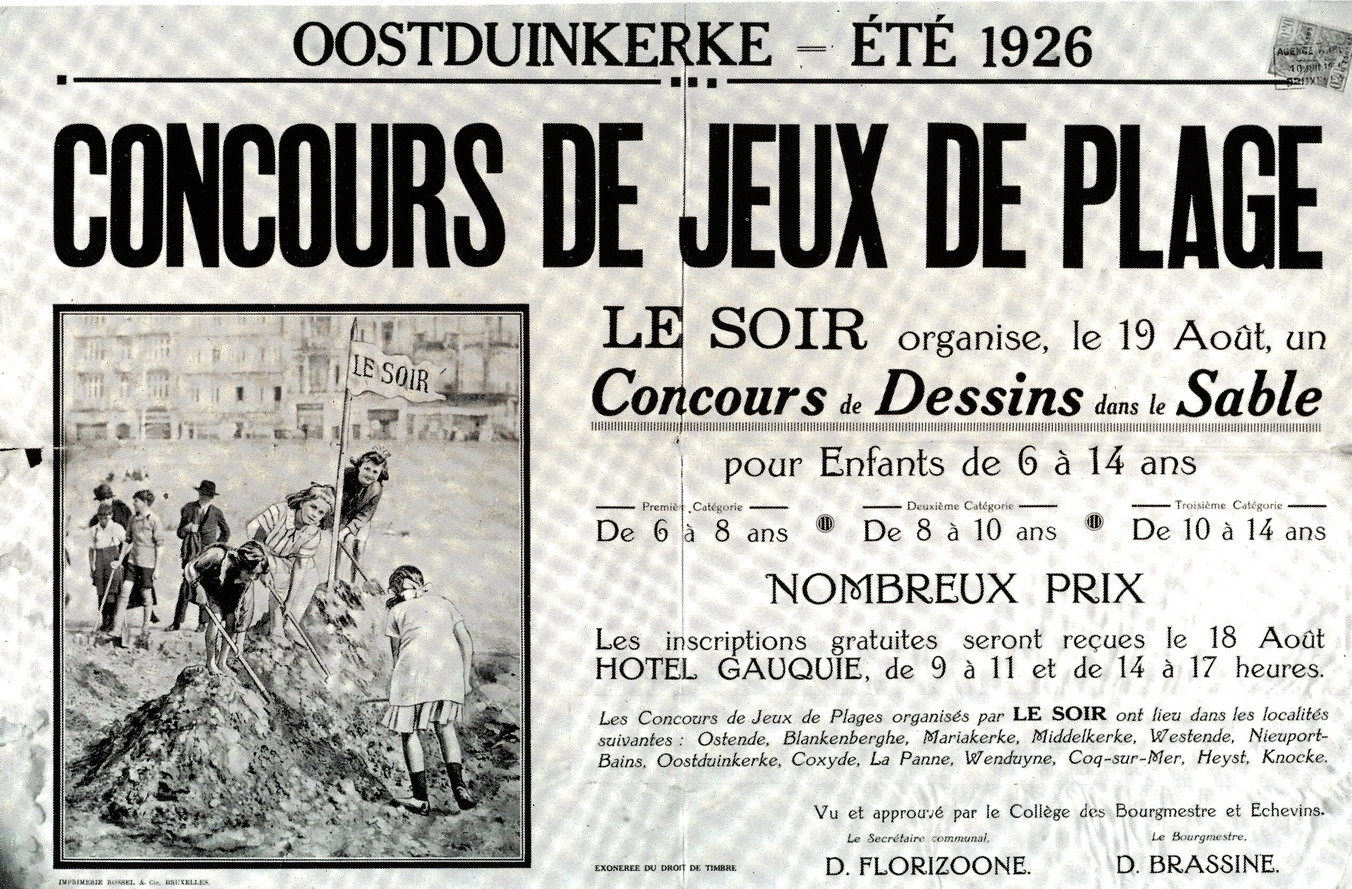 OOSTDUINKERKE = ÉTÉ 1926
AGENCE
CONCOURS DE JEUX DE PLAGE
LE SOIR
LE SOIR organise, le 19 Août, un
Concours de Dessins dans le Sable
pour Enfants de 6 à 14 ans
Première Catégorie
De 6 à 8 ans
Deuxième Catégorie
De 8 à 10 ans
Troisième Catégorie
De 10 à 14 ans
NOMBREUX PRIX
Les inscriptions gratuites seront reçues le 18 Août
HOTEL GAUQUIE, de 9 à 11 et de 14 à 17 heures.
Les Concours de Jeux de Plages organisés par LE SOIR ont lieu dans les localités
suivantes : Ostende, Blankenberghe, Mariakerke, Middelkerke, Westende, Nieuport-
Bains, Oostduinkerke, Coxyde, La Panne, Wenduyne, Coq-sur-Mer, Heyst, Knocke.
Vu et approuvé par le Collège des Bourgmestre et Echevins.
Le Secrétaire communal,
D. FLORIZOONE.
Le Bourgmestre,
D. BRASSINE.
EXONEREE DU DROIT DE TIMBRE
IMPRIMERIE ROSSEL & Cie, BRUXELLES.